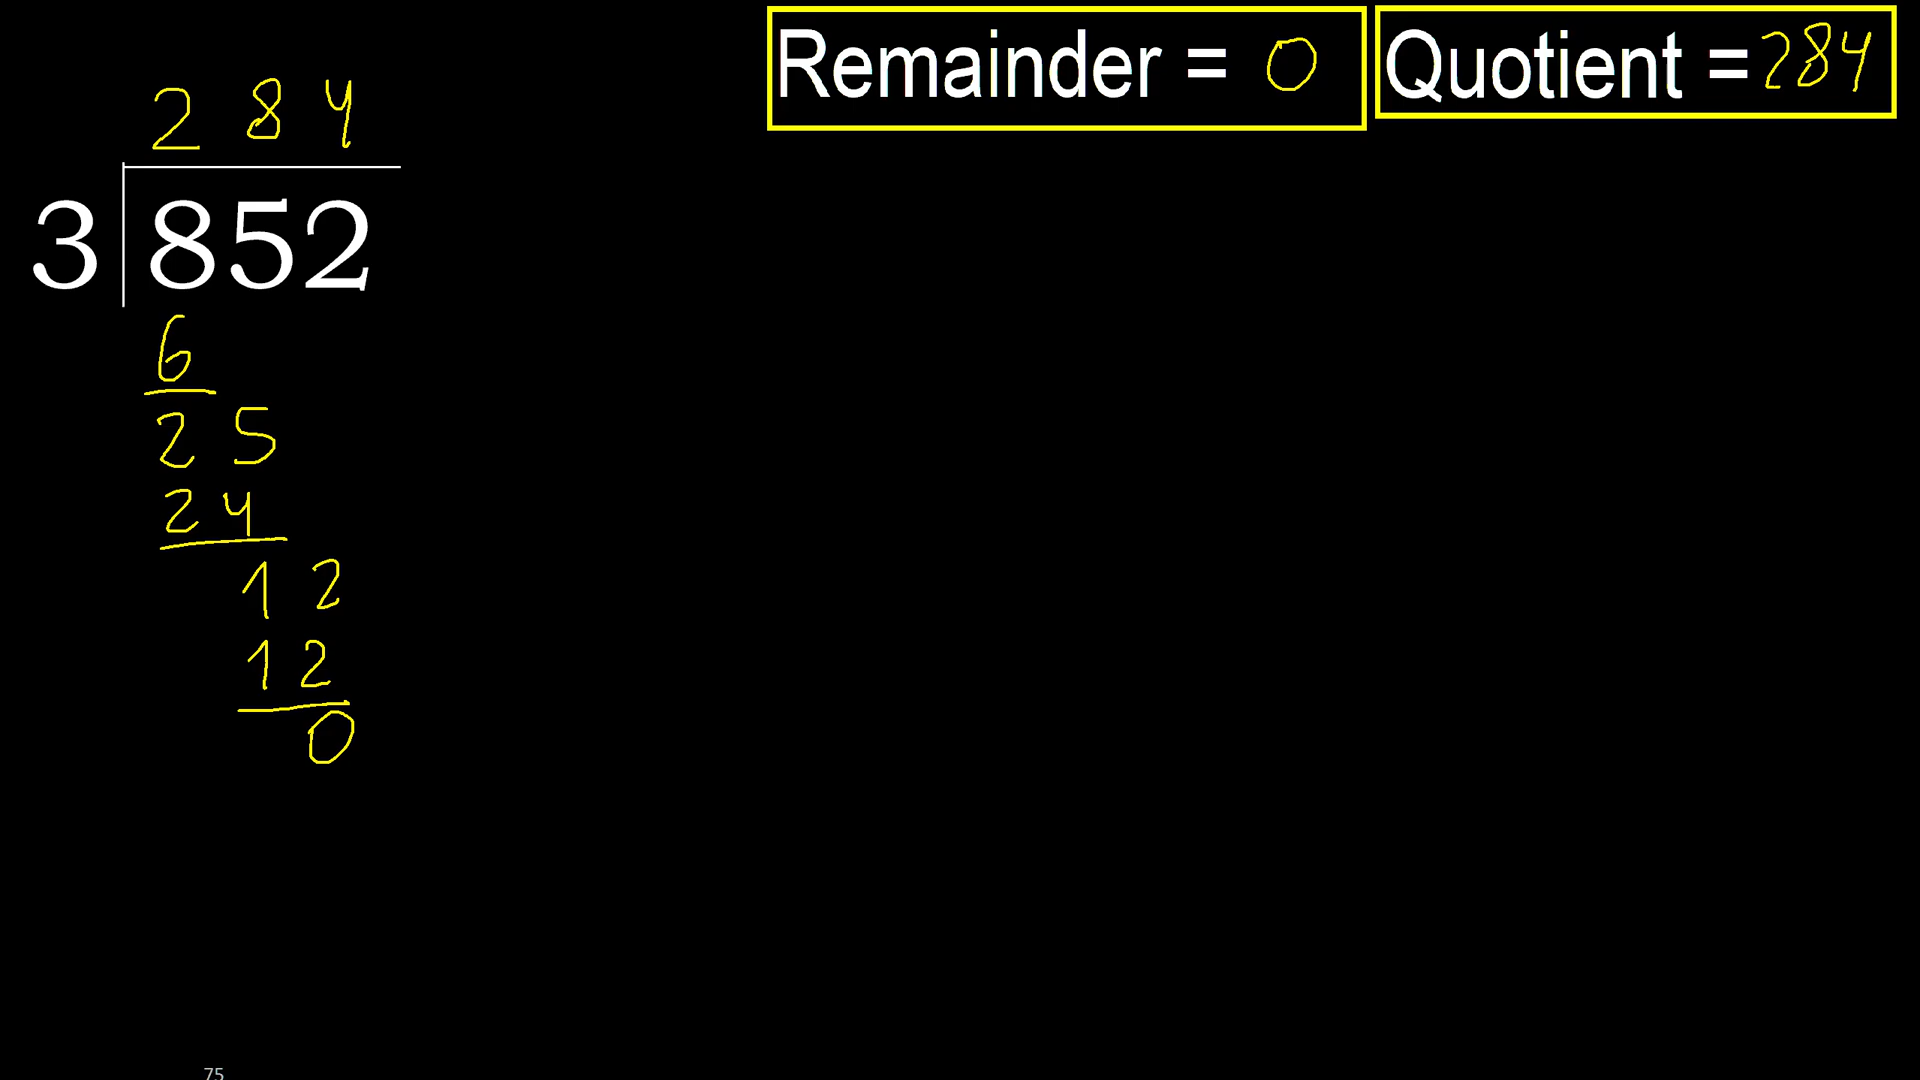 Remainder = 0
Quotient = 284
2 8 4
3 852
6
2 5
2 4
1 2
1 2
0
75